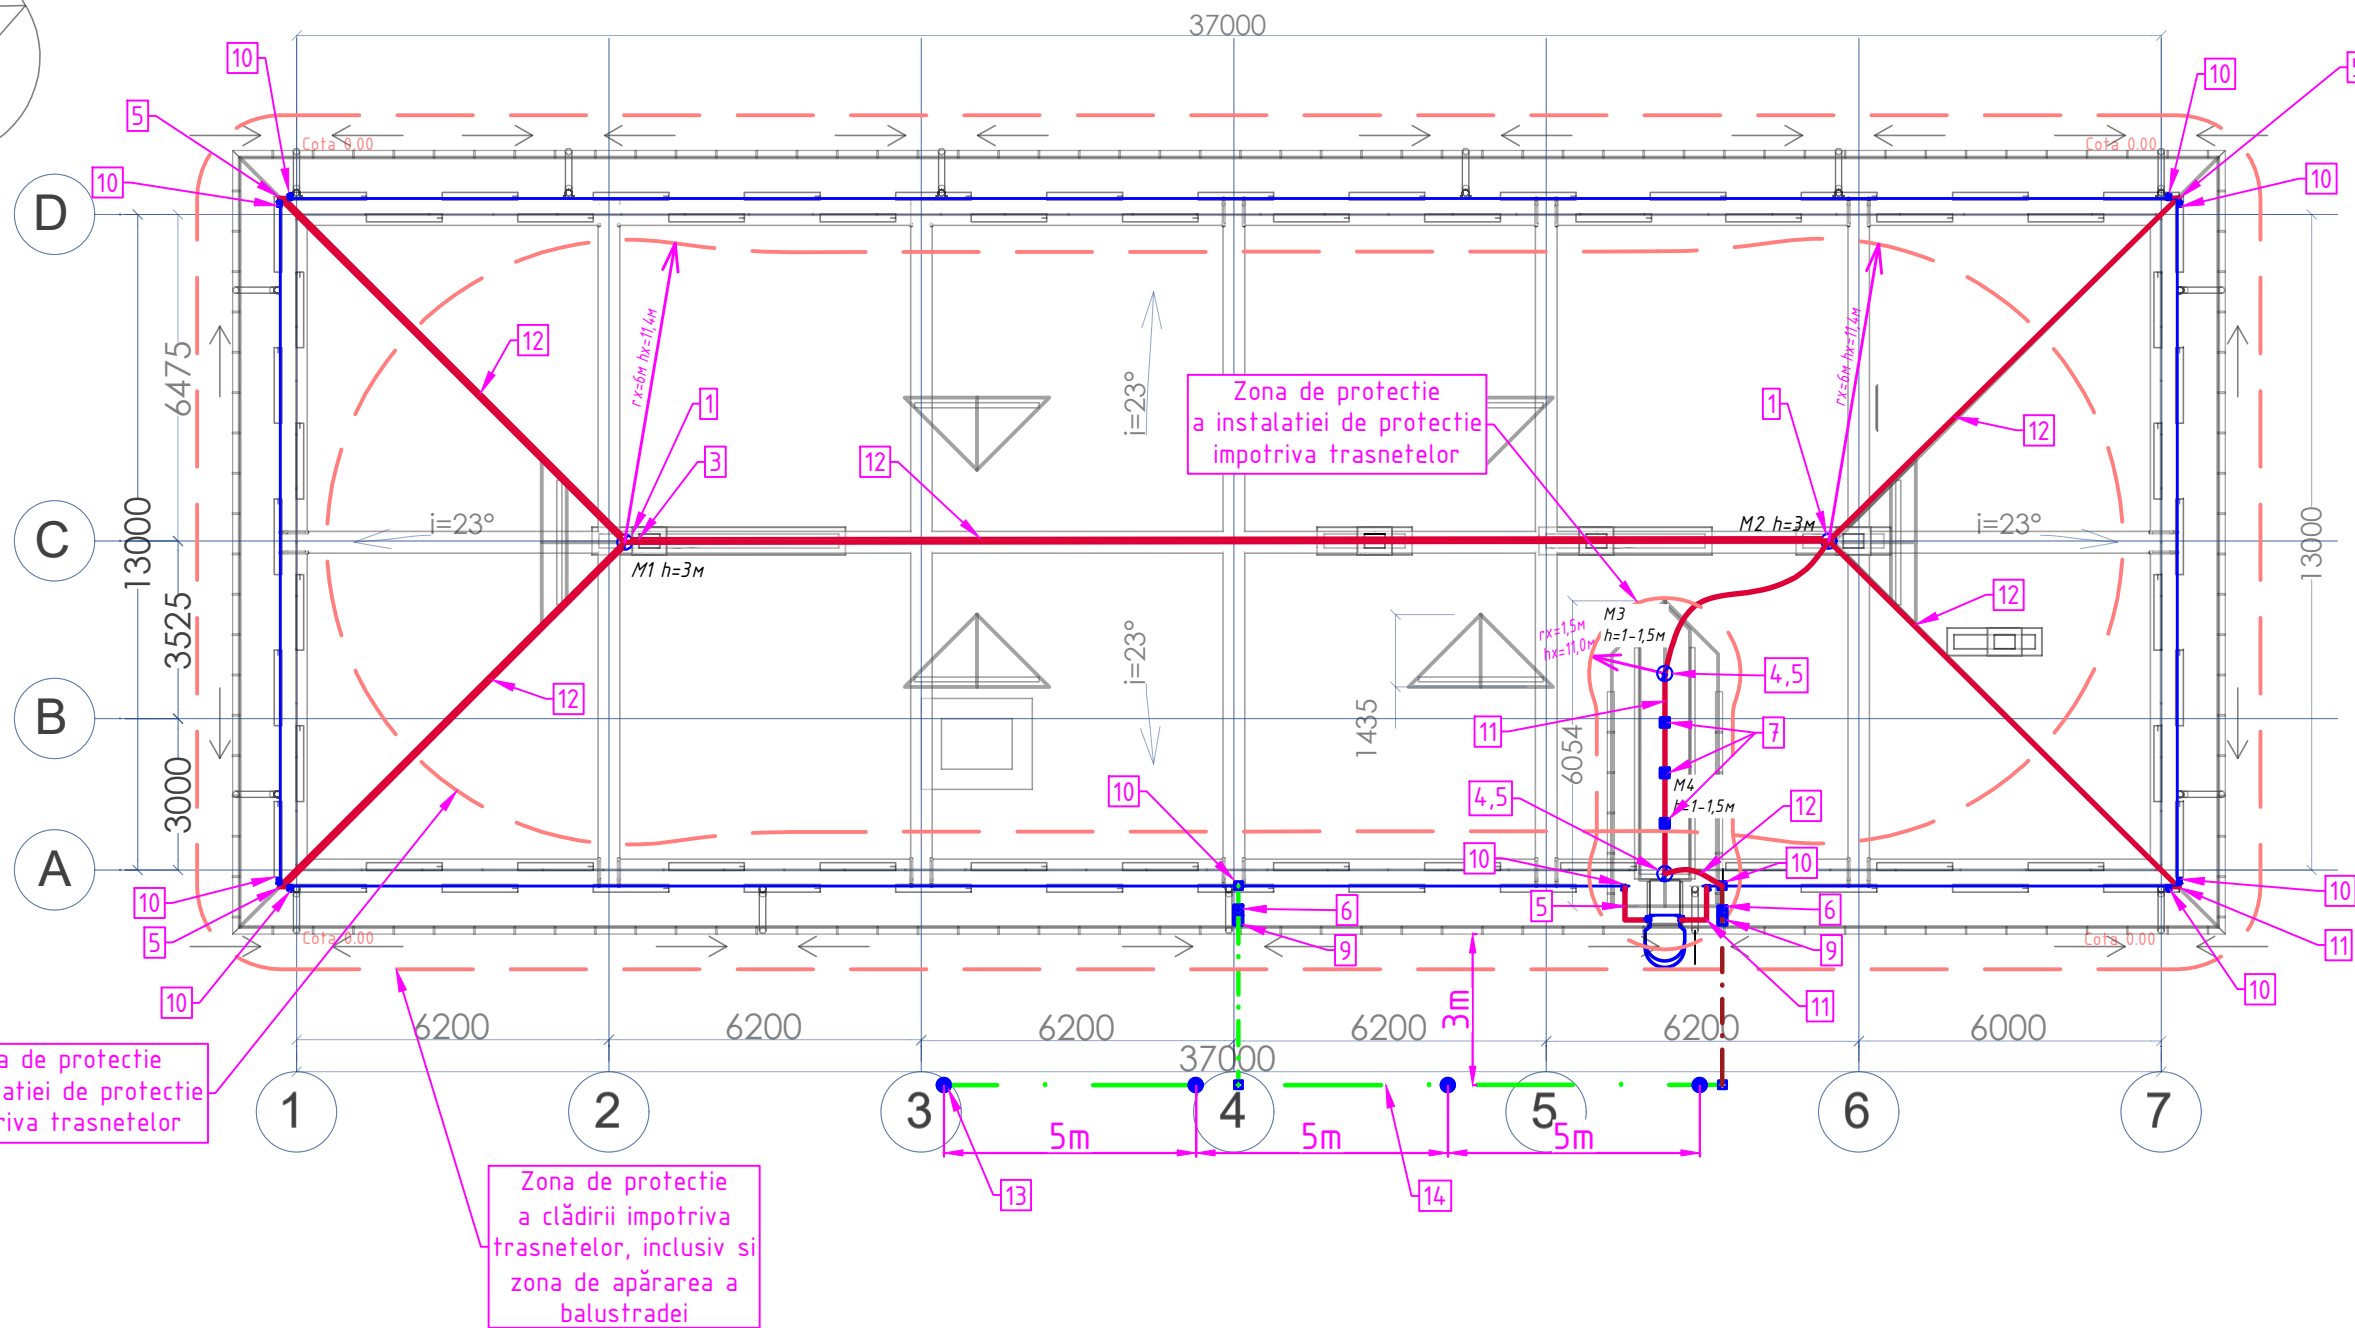 37000
10
10
5
5
Cota 0.00
Cota 0.00
10
10
D
6475
12
rx=6м hx=11,4м
1
3
12
i=23°
Zona de protectie
a instalatiei de protectie
impotriva trasnetelor
1
rx=6м hx=11,4м
12
C
13000
i=23°
M1 h=3м
M2 h=3м
i=23°
13000
3525
12
i=23°
rx=1,5м
hx=11,0м
M3
h=1-1,5м
12
4,5
B
11
7
1435
6054
3000
10
4,5
M4
h=1-1,5м
12
A
10
10
10
5
6
6
10
5
9
9
11
Cota 0.00
Cota 0.00
10
11
10
3m
6200
6200
6200
6200
6200
6000
37000
a de protectie
atiei de protectie
riva trasnetelor
1
2
3
4
5
6
7
5m
5m
5m
13
14
Zona de protectie
a clădirii impotriva
trasnetelor, inclusiv si
zona de apărarea a
balustradei